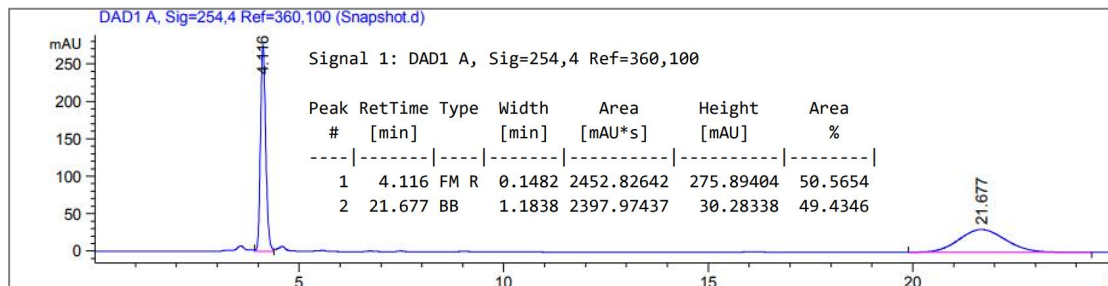 DAD1 A, Sig=254,4 Ref=360,100 (Snapshot.d)
mAU
250
200
150
100
50
0
4.116
Signal 1: DAD1 A, Sig=254,4 Ref=360,100
Peak RetTime Type  Width     Area      Height     Area
  #   [min]        [min]   [mAU*s]     [mAU]        %
----|-------|----|-------|----------|----------|--------|
   1   4.116 FM R  0.1482 2452.82642  275.89404  50.5654
   2  21.677 BB    1.1838 2397.97437   30.28338  49.4346
21.677
5
10
15
20